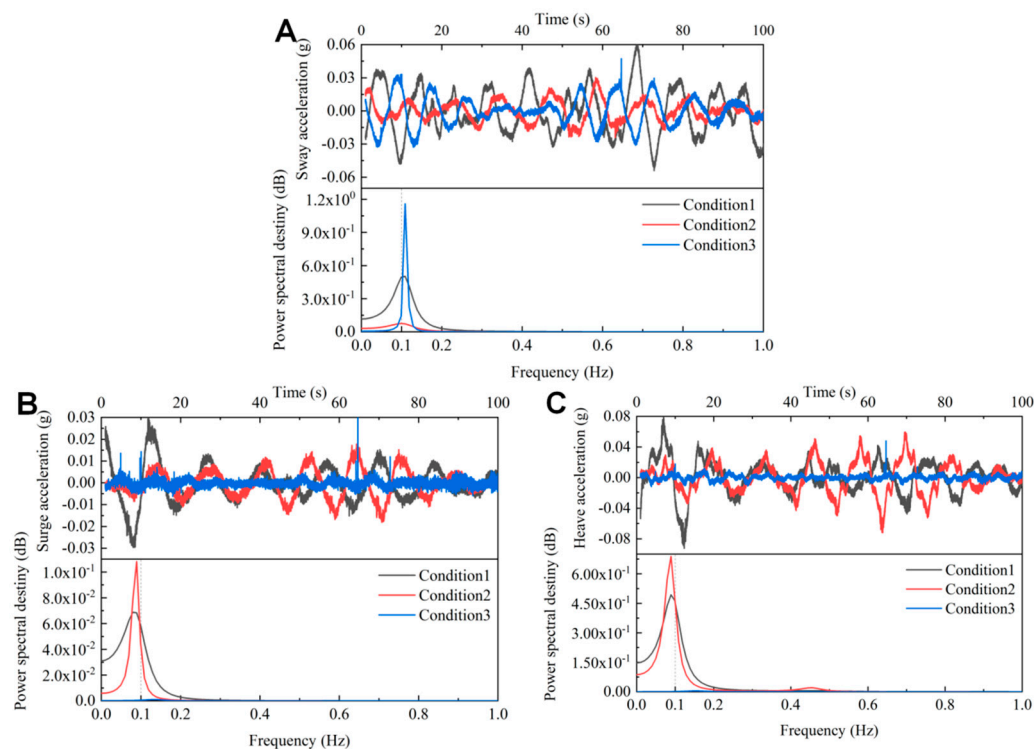 A
Time (s)
0 20 40 60 80 100
Sway acceleration (g)
0.06
0.03
0.00
-0.03
-0.06
Power spectral destiny (dB)
1.2x10⁰
9.0x10⁻¹
6.0x10⁻¹
3.0x10⁻¹
0.0
Condition1
Condition2
Condition3
0.0 0.1 0.2 0.4 0.6 0.8 1.0
Frequency (Hz)
B
Time (s)
0 20 40 60 80 100
Surge acceleration (g)
0.03
0.02
0.01
0.00
-0.01
-0.02
-0.03
Power spectral destiny (dB)
1.0x10⁻¹
8.0x10⁻²
6.0x10⁻²
4.0x10⁻²
2.0x10⁻²
0.0
Condition1
Condition2
Condition3
0.0 0.1 0.2 0.4 0.6 0.8 1.0
Frequency (Hz)
C
Time (s)
0 20 40 60 80 100
Heave acceleration (g)
0.08
0.04
0.00
-0.04
-0.08
Power spectral destiny (dB)
6.00x10⁻¹
4.50x10⁻¹
3.00x10⁻¹
1.50x10⁻¹
0.00
Condition1
Condition2
Condition3
0.0 0.1 0.2 0.4 0.6 0.8 1.0
Frequency (Hz)